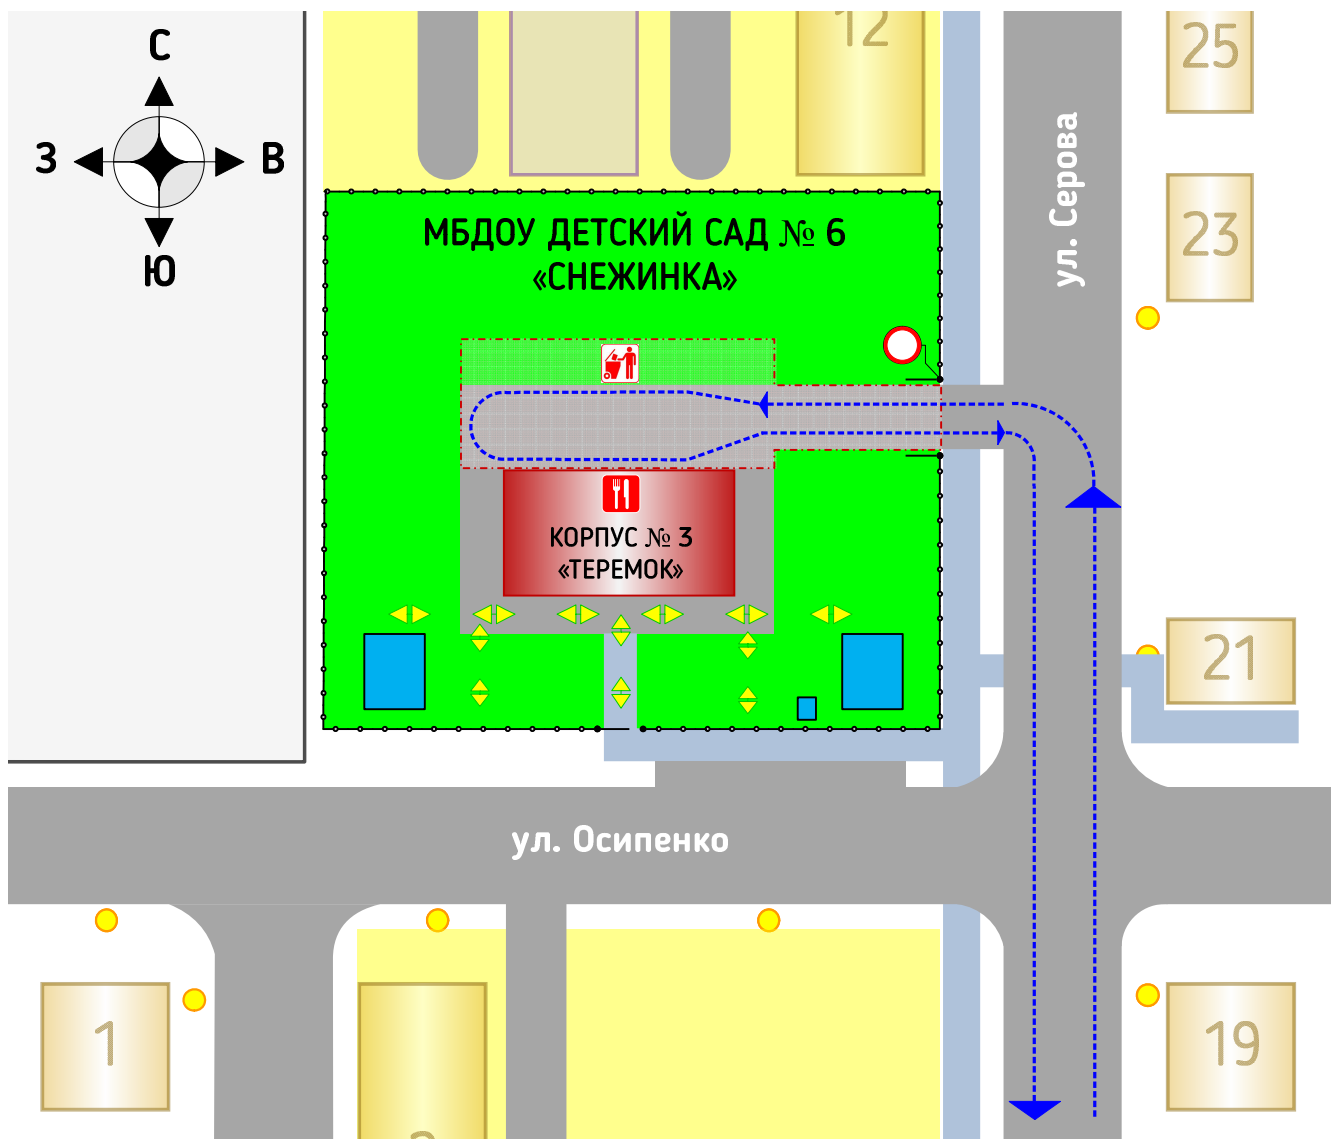 С
З
В
Ю
12
25
ул. Серова
23
МБДОУ ДЕТСКИЙ САД № 6
«СНЕЖИНКА»
КОРПУС № 3
«ТЕРЕМОК»
21
ул. Осипенко
1
19